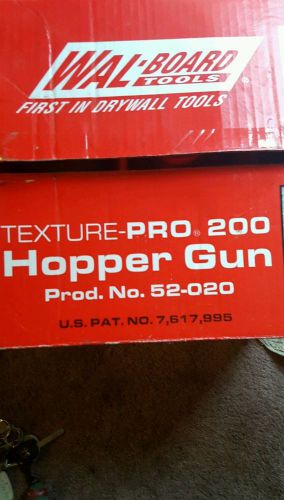 WAL-BOARD
TOOLS®
FIRST IN DRYWALL TOOLS
TEXTURE-PRO® 200
Hopper Gun
Prod. No. 52-020
U.S. PAT. NO. 7,617,995